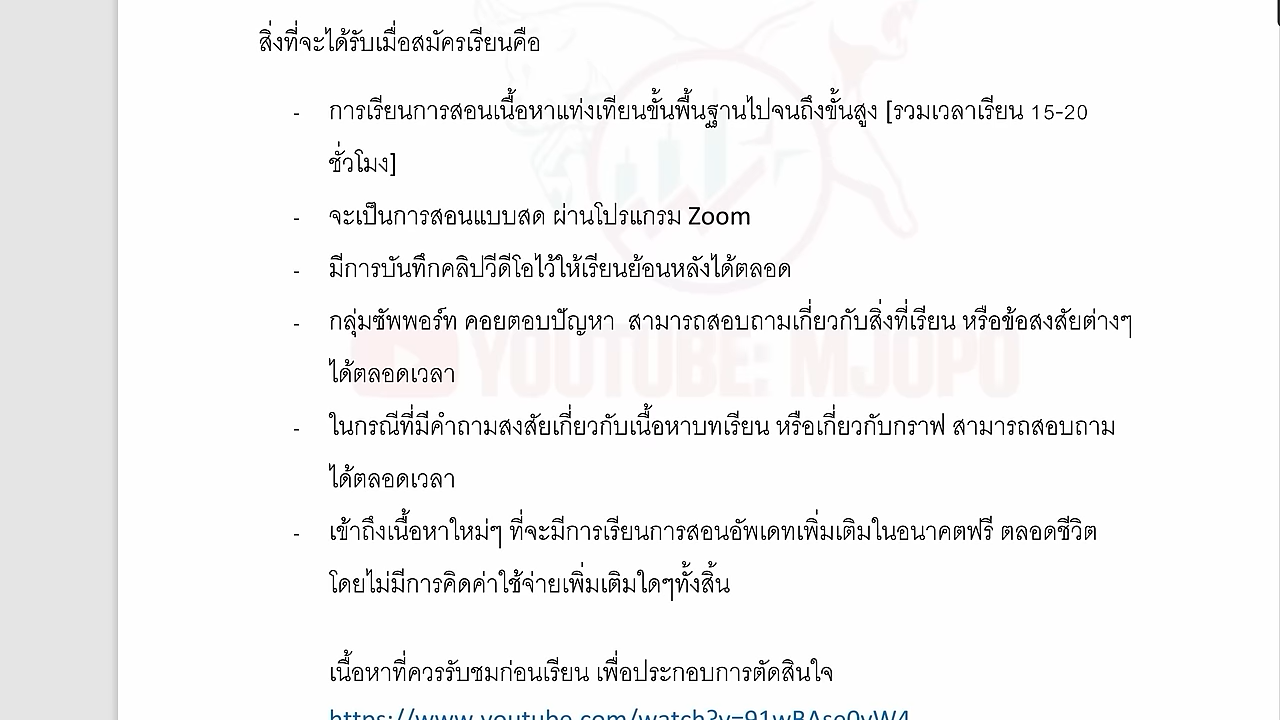 สิ่งที่จะได้รับเมื่อสมัครเรียนคือ
- การเรียนการสอนเนื้อหาแท่งเทียนขั้นพื้นฐานไปจนถึงขั้นสูง [รวมเวลาเรียน 15-20
ชั่วโมง]
- จะเป็นการสอนแบบสด ผ่านโปรแกรม Zoom
- มีการบันทึกคลิปวีดีโอไว้ให้เรียนย้อนหลังได้ตลอด
- กลุ่มซัพพอร์ท คอยตอบปัญหา สามารถสอบถามเกี่ยวกับสิ่งที่เรียน หรือข้อสงสัยต่างๆ
YOUTUBE: MJOPO
ได้ตลอดเวลา
- ในกรณีที่มีคำถามสงสัยเกี่ยวกับเนื้อหาบทเรียน หรือเกี่ยวกับกราฟ สามารถสอบถาม
ได้ตลอดเวลา
- เข้าถึงเนื้อหาใหม่ๆ ที่จะมีการเรียนการสอนอัพเดทเพิ่มเติมในอนาคตฟรี ตลอดชีวิต
โดยไม่มีการคิดค่าใช้จ่ายเพิ่มเติมใดๆทั้งสิ้น
เนื้อหาที่ควรรับชมก่อนเรียน เพื่อประกอบการตัดสินใจ